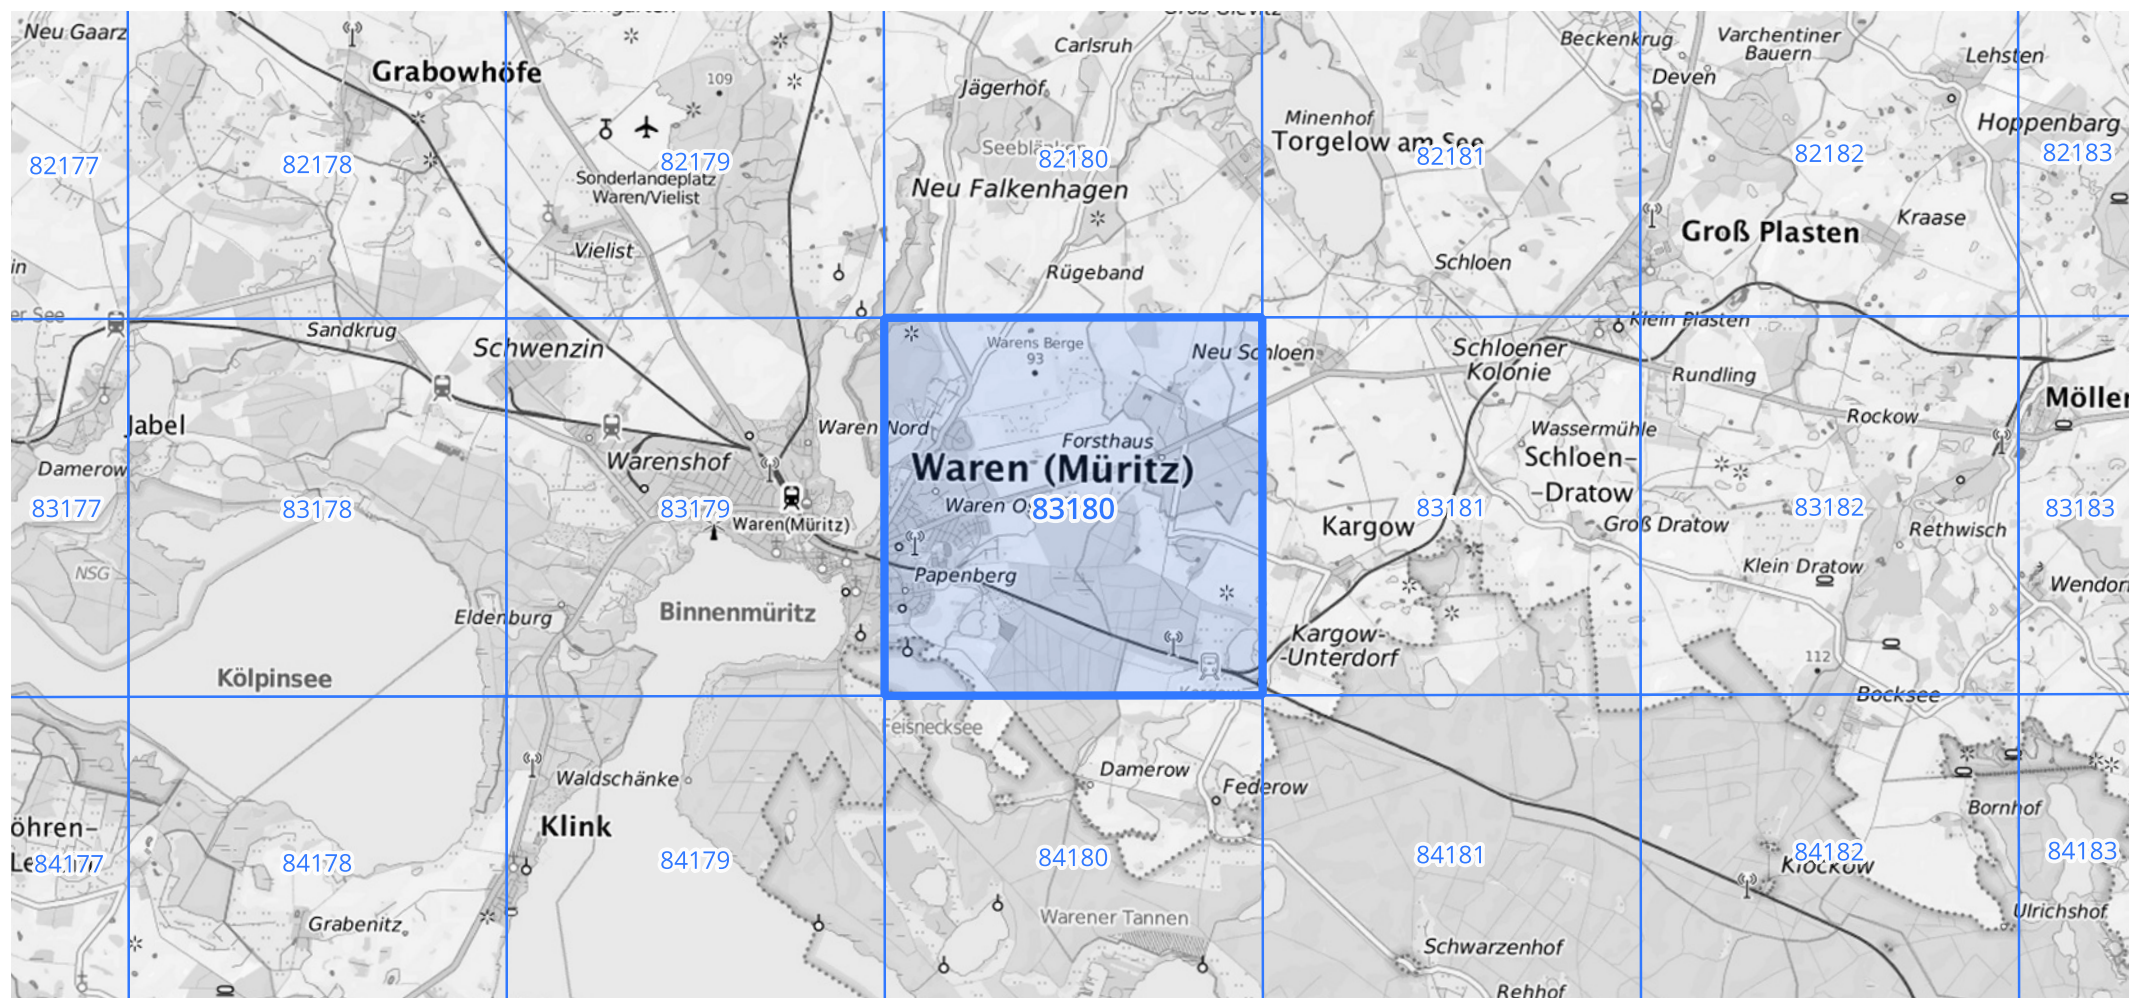 Neu Gaarz
Grabowhöfe
109
Carlsruh
Beckenkrug
Varchentiner
Bauern
Lehsten
Deven
Jägerhof
Minenhof
Hoppenbarg
Torgelow am See
82177
82178
82179
82180
82181
82182
82183
Sonderlandeplatz
Waren/Vielist
Neu Falkenhagen
Kraase
Groß Plasten
Vielist
Rügeband
Schloen
in
er See
Sandkrug
Klein Plasten
Schwenzin
Warens Berge
93
Neu Schloen
Schloener
Kolonie
Rundling
Möller
Jabel
Waren Nord
Forsthaus
Rockow
Wassermühle
Damerow
Warenshof
Waren (Müritz)
Schloen-
-Dratow
83177
83178
83179
Waren
83180
83181
83182
83183
Waren(Müritz)
Kargow
Groß Dratow
Rethwisch
NSG
Papenberg
Klein Dratow
Wendorf
Eldenburg
Binnenmüritz
Kargow-
-Unterdorf
Kölpinsee
112
Kargow
Bocksee
Feisnecksee
Waldschänke
Damerow
Federow
Klink
Bornhof
öhren-
84177
84178
84179
84180
84181
84182
84183
Klockow
Grabenitz
Warener Tannen
Ulrichshof
Schwarzenhof
Rehhof